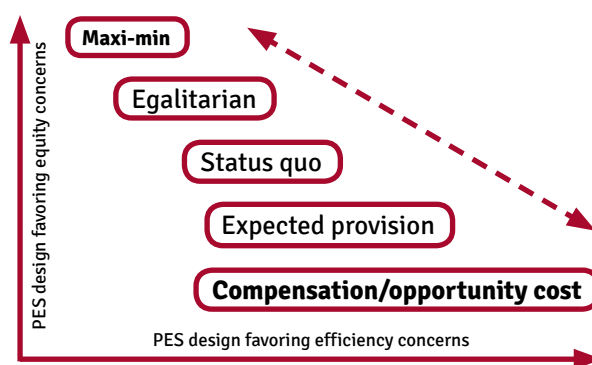 Maxi-min
Egalitarian
Status quo
Expected provision
Compensation/opportunity cost
PES design favoring equity concerns
PES design favoring efficiency concerns